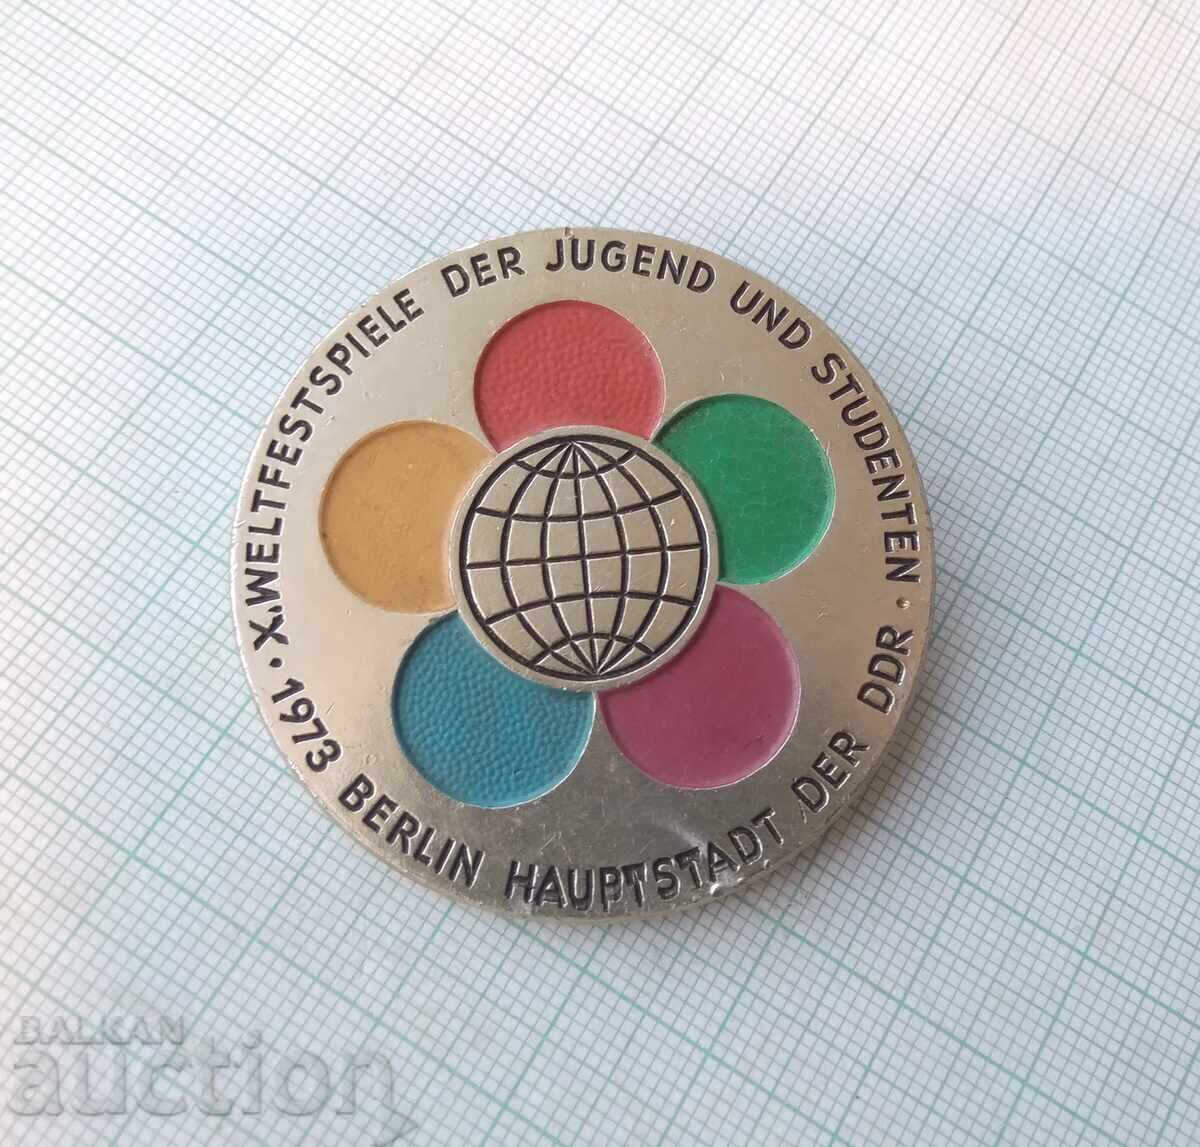 X.WELTFESTSPIELE DER JUGEND UND STUDENTEN ·
1973 BERLIN HAUPTSTADT DER DDR ·
BALKAN
auction